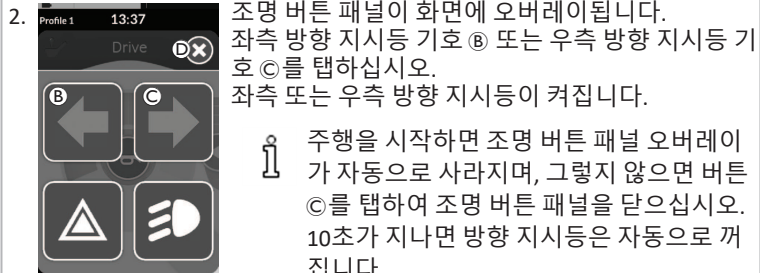 2.
Profile 1 13:37
Drive
D
B C
조명 버튼 패널이 화면에 오버레이됩니다.
좌측 방향 지시등 기호 Ⓑ 또는 우측 방향 지시등 기
호 Ⓒ를 탭하십시오.
좌측 또는 우측 방향 지시등이 켜집니다.
주행을 시작하면 조명 버튼 패널 오버레이
가 자동으로 사라지며, 그렇지 않으면 버튼
Ⓒ를 탭하여 조명 버튼 패널을 닫으십시오.
10초가 지나면 방향 지시등은 자동으로 꺼
집니다